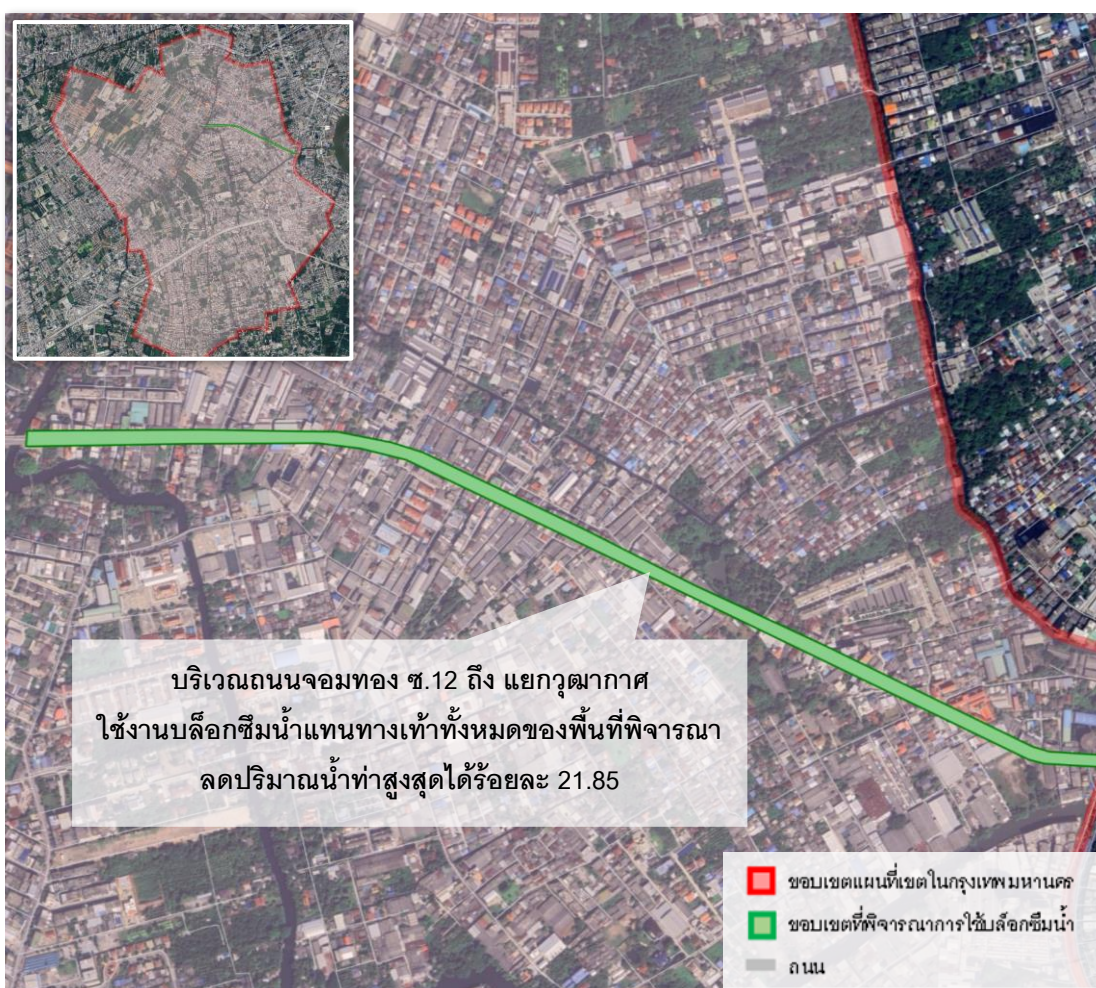 บริเวณถนนจอมทอง ซ.12 ถึง แยกวุฒากาศ
ใช้งานบล็อกซึมน้ำแทนทางเท้าทั้งหมดของพื้นที่พิจารณา
ลดปริมาณน้ำท่าสูงสุดได้ร้อยละ 21.85
ขอบเขตแผนที่เขตในกรุงเทพมหานคร
ขอบเขตที่พิจารณาการใช้บล็อกซึมน้ำ
ถนน